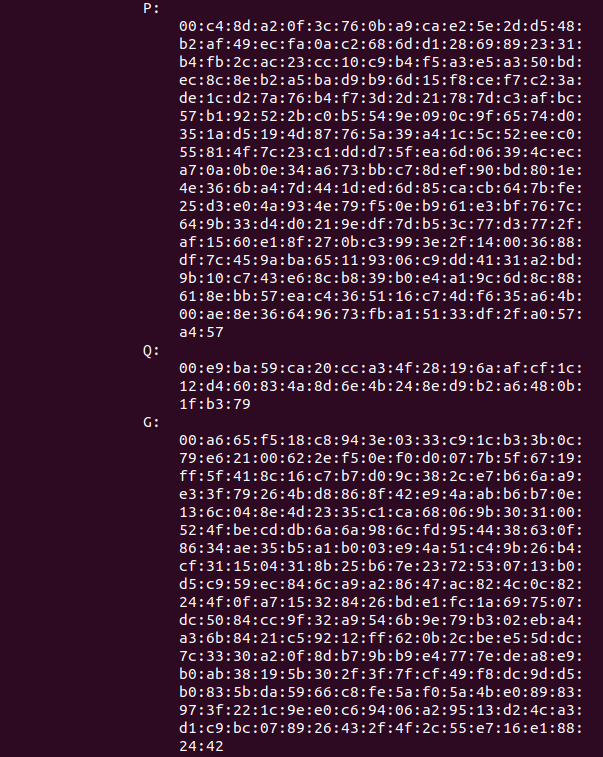 P:
00:c4:8d:a2:0f:3c:76:0b:a9:ca:e2:5e:2d:d5:48:
b2:af:49:ec:fa:0a:c2:68:6d:d1:28:69:89:23:31:
b4:fb:2c:ac:23:cc:10:c9:b4:f5:a3:e5:a3:50:bd:
ec:8c:8e:b2:a5:ba:d9:b9:6d:15:f8:ce:f7:c2:3a:
de:1c:d2:7a:76:b4:f7:3d:2d:21:78:7d:c3:af:bc:
57:b1:92:52:2b:c0:b5:54:9e:09:0c:9f:65:74:d0:
35:1a:d5:19:4d:87:76:5a:39:a4:1c:5c:52:ee:c0:
55:81:4f:7c:23:c1:dd:d7:5f:ea:6d:06:39:4c:ec:
a7:0a:0b:0e:34:a6:73:bb:c7:8d:ef:90:bd:80:1e:
4e:36:6b:a4:7d:44:1d:ed:6d:85:ca:cb:64:7b:fe:
25:d3:e0:4a:93:4e:79:f5:0e:b9:61:e3:bf:76:7c:
64:9b:33:d4:d0:21:9e:df:7d:b5:3c:77:d3:77:2f:
af:15:60:e1:8f:27:0b:c3:99:3e:2f:14:00:36:88:
df:7c:45:9a:ba:65:11:93:06:c9:dd:41:31:a2:bd:
9b:10:c7:43:e6:8c:b8:39:b0:e4:a1:9c:6d:8c:88:
61:8e:bb:57:ea:c4:36:51:16:c7:4d:f6:35:a6:4b:
00:ae:8e:36:64:96:73:fb:a1:51:33:df:2f:a0:57:
a4:57
Q:
00:e9:ba:59:ca:20:cc:a3:4f:28:19:6a:af:cf:1c:
12:d4:60:83:4a:8d:6e:4b:24:8e:d9:b2:a6:48:0b:
1f:b3:79
G:
00:a6:65:f5:18:c8:94:3e:03:33:c9:1c:b3:3b:0c:
79:e6:21:00:62:2e:f5:0e:f0:d0:07:7b:5f:67:19:
ff:5f:41:8c:16:c7:b7:d0:9c:38:2c:e7:b6:6a:a9:
e3:3f:79:26:4b:d8:86:8f:42:e9:4a:ab:b6:b7:0e:
13:6c:04:8e:4d:23:35:c1:ca:68:06:9b:30:31:00:
52:4f:be:cd:db:6a:6a:98:6c:fd:95:44:38:63:0f:
86:34:ae:35:b5:a1:b0:03:e9:4a:51:c4:9b:26:b4:
cf:31:15:04:31:8b:25:b6:7e:23:72:53:07:13:b0:
d5:c9:59:ec:84:6c:a9:a2:86:47:ac:82:4c:0c:82:
24:4f:0f:a7:15:32:84:26:bd:e1:fc:1a:69:75:07:
dc:50:84:cc:9f:32:a9:54:6b:9e:79:b3:02:eb:a4:
a3:6b:84:21:c5:92:12:ff:62:0b:2c:be:e5:5d:dc:
7c:33:30:a2:0f:8d:b7:9b:b9:e4:77:7e:de:a8:e9:
b0:ab:38:19:5b:30:2f:3f:7f:cf:49:f8:dc:9d:d5:
b0:83:5b:da:59:66:c8:fe:5a:f0:5a:4b:e0:89:83:
97:3f:22:1c:9e:e0:c6:94:06:a2:95:13:d2:4c:a3:
d1:c9:bc:07:89:26:43:2f:4f:2c:55:e7:16:e1:88:
24:42